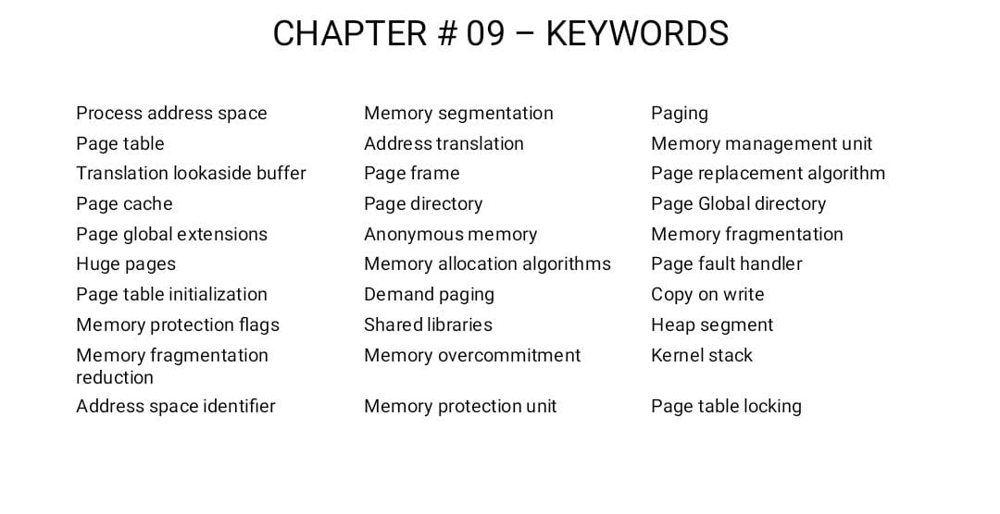 CHAPTER # 09 – KEYWORDS
Process address space Memory segmentation Paging
Page table Address translation Memory management unit
Translation lookaside buffer Page frame Page replacement algorithm
Page cache Page directory Page Global directory
Page global extensions Anonymous memory Memory fragmentation
Huge pages Memory allocation algorithms Page fault handler
Page table initialization Demand paging Copy on write
Memory protection flags Shared libraries Heap segment
Memory fragmentation Memory overcommitment Kernel stack
reduction
Address space identifier Memory protection unit Page table locking